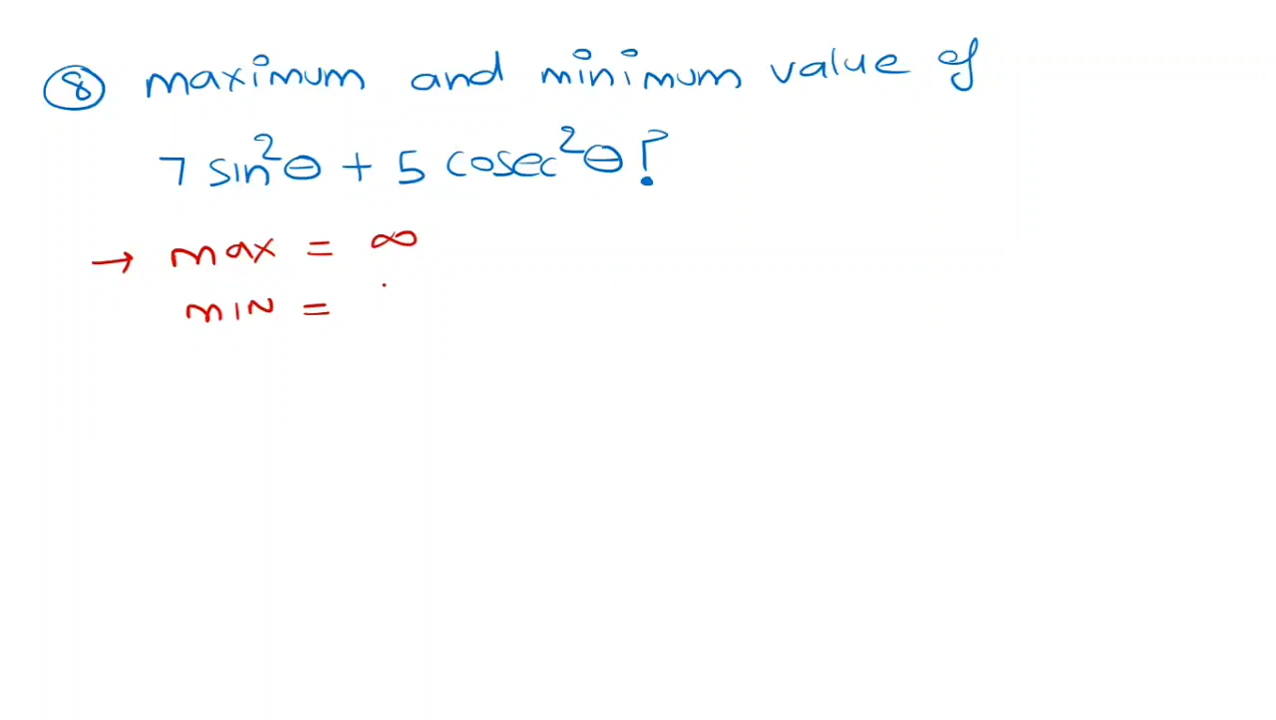 ⑧ maximum and minimum value of
7 sin²θ + 5 cosec²θ ?
→ max = ∞
min =